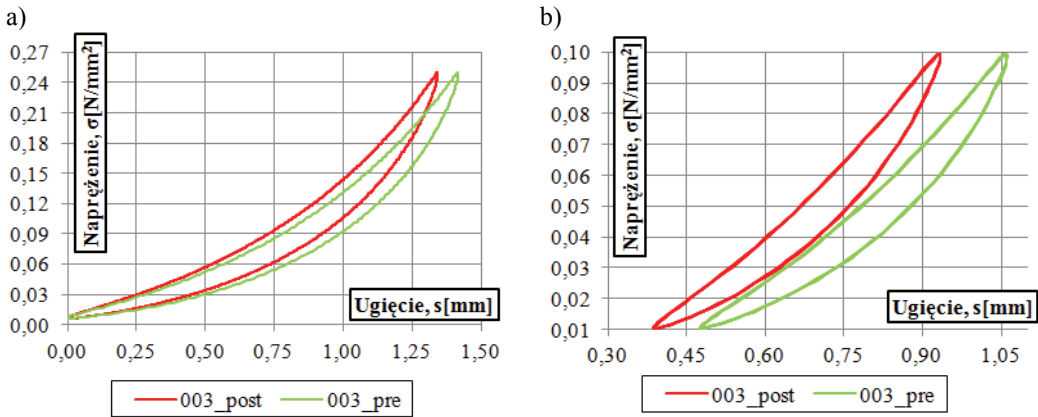 a)
Naprężenie, σ[N/mm²]
0,27
0,24
0,21
0,18
0,15
0,12
0,09
0,06
0,03
0,00
Ugięcie, s[mm]
0,00 0,25 0,50 0,75 1,00 1,25 1,50
003_post 003_pre
b)
Naprężenie, σ[N/mm²]
0,10
0,09
0,08
0,07
0,06
0,05
0,04
0,03
0,02
0,01
Ugięcie, s[mm]
0,30 0,45 0,60 0,75 0,90 1,05
003_post 003_pre